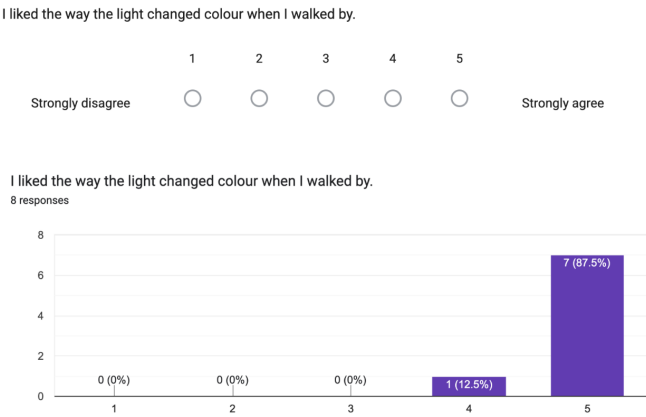 I liked the way the light changed colour when I walked by.
1 2 3 4 5
Strongly disagree Strongly agree
I liked the way the light changed colour when I walked by.
8 responses
8
7 (87.5%)
6
4
2
0 (0%) 0 (0%) 0 (0%) 1 (12.5%)
0
1 2 3 4 5